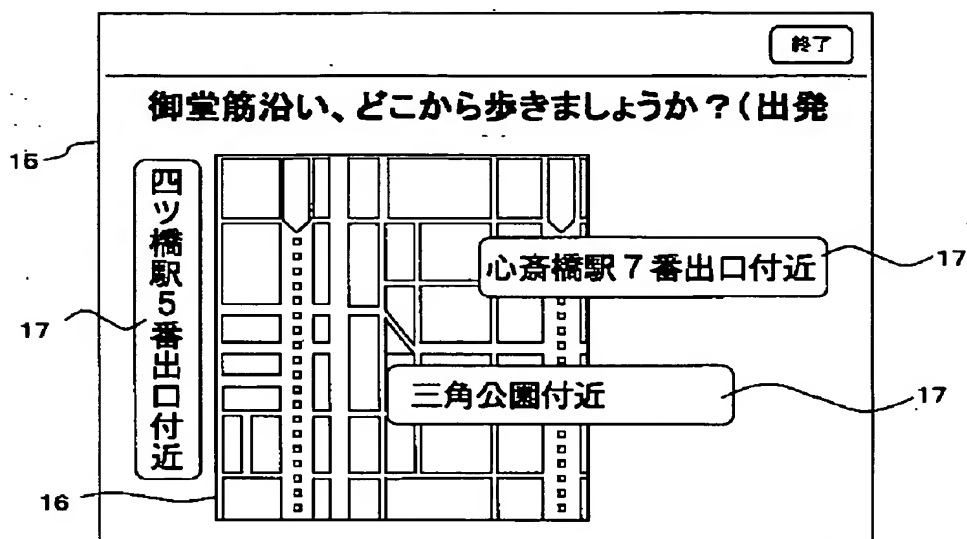 終了
御堂筋沿い、どこから歩きましょうか？(出発
15
四ツ橋駅5番出口付近
心斎橋駅7番出口付近
17
17
三角公園付近
17
16